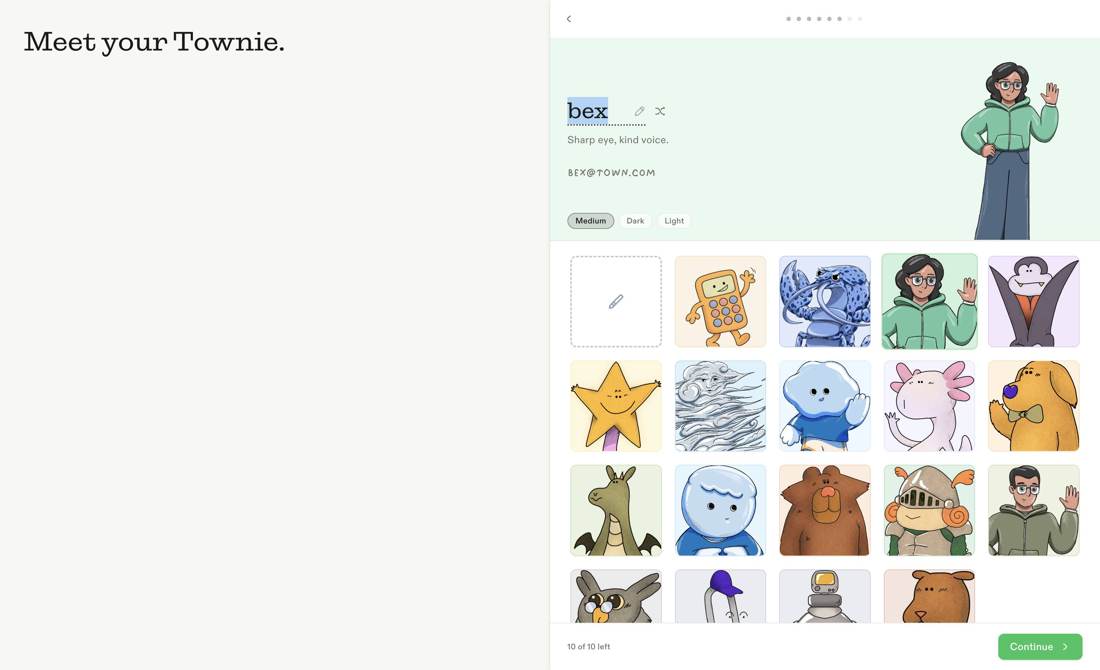 Meet your Townie.
bex
Sharp eye, kind voice.
BEX@TOWN.COM
Medium Dark Light
10 of 10 left
Continue